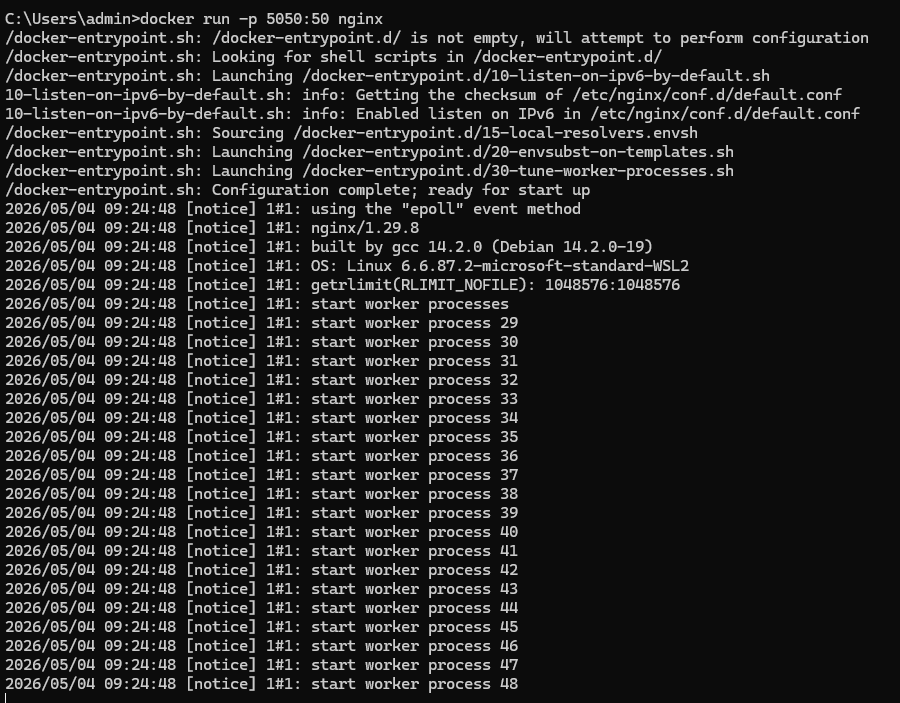 C:\Users\admin>docker run -p 5050:50 nginx
/docker-entrypoint.sh: /docker-entrypoint.d/ is not empty, will attempt to perform configuration
/docker-entrypoint.sh: Looking for shell scripts in /docker-entrypoint.d/
/docker-entrypoint.sh: Launching /docker-entrypoint.d/10-listen-on-ipv6-by-default.sh
10-listen-on-ipv6-by-default.sh: info: Getting the checksum of /etc/nginx/conf.d/default.conf
10-listen-on-ipv6-by-default.sh: info: Enabled listen on IPv6 in /etc/nginx/conf.d/default.conf
/docker-entrypoint.sh: Sourcing /docker-entrypoint.d/15-local-resolvers.envsh
/docker-entrypoint.sh: Launching /docker-entrypoint.d/20-envsubst-on-templates.sh
/docker-entrypoint.sh: Launching /docker-entrypoint.d/30-tune-worker-processes.sh
/docker-entrypoint.sh: Configuration complete; ready for start up
2026/05/04 09:24:48 [notice] 1#1: using the "epoll" event method
2026/05/04 09:24:48 [notice] 1#1: nginx/1.29.8
2026/05/04 09:24:48 [notice] 1#1: built by gcc 14.2.0 (Debian 14.2.0-19)
2026/05/04 09:24:48 [notice] 1#1: OS: Linux 6.6.87.2-microsoft-standard-WSL2
2026/05/04 09:24:48 [notice] 1#1: getrlimit(RLIMIT_NOFILE): 1048576:1048576
2026/05/04 09:24:48 [notice] 1#1: start worker processes
2026/05/04 09:24:48 [notice] 1#1: start worker process 29
2026/05/04 09:24:48 [notice] 1#1: start worker process 30
2026/05/04 09:24:48 [notice] 1#1: start worker process 31
2026/05/04 09:24:48 [notice] 1#1: start worker process 32
2026/05/04 09:24:48 [notice] 1#1: start worker process 33
2026/05/04 09:24:48 [notice] 1#1: start worker process 34
2026/05/04 09:24:48 [notice] 1#1: start worker process 35
2026/05/04 09:24:48 [notice] 1#1: start worker process 36
2026/05/04 09:24:48 [notice] 1#1: start worker process 37
2026/05/04 09:24:48 [notice] 1#1: start worker process 38
2026/05/04 09:24:48 [notice] 1#1: start worker process 39
2026/05/04 09:24:48 [notice] 1#1: start worker process 40
2026/05/04 09:24:48 [notice] 1#1: start worker process 41
2026/05/04 09:24:48 [notice] 1#1: start worker process 42
2026/05/04 09:24:48 [notice] 1#1: start worker process 43
2026/05/04 09:24:48 [notice] 1#1: start worker process 44
2026/05/04 09:24:48 [notice] 1#1: start worker process 45
2026/05/04 09:24:48 [notice] 1#1: start worker process 46
2026/05/04 09:24:48 [notice] 1#1: start worker process 47
2026/05/04 09:24:48 [notice] 1#1: start worker process 48